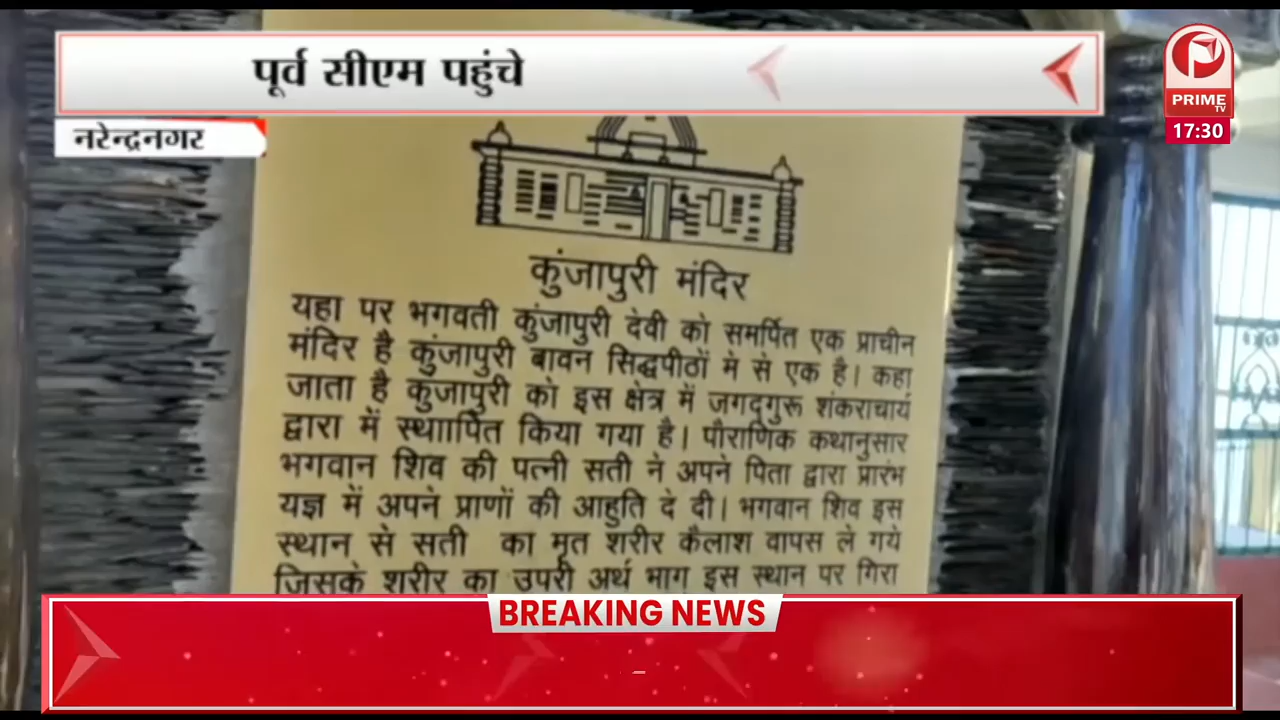 पूर्व सीएम पहुंचे
PRIME
TV
17:30
नरेन्द्रनगर
कुंजापुरी मंदिर
यहा पर भगवती कुंजापुरी देवी को समर्पित एक प्राचीन
मंदिर है कुंजापुरी बावन सिद्धपीठों मे से एक है। कहा
जाता है कुंजापुरी को इस क्षेत्र में जगद्गुरू शंकराचार्य
द्वारा में स्थाापित किया गया है। पौराणिक कथानुसार
भगवान शिव की पत्नी सती ने अपने पिता द्वारा प्रारंभ
यज्ञ में अपने प्राणों की आहुति दे दी। भगवान शिव इस
स्थान से सती का मृत शरीर कैलाश वापस ले गये
जिसके शरीर का उपरी अर्थ भाग इस स्थान पर गिरा
BREAKING NEWS